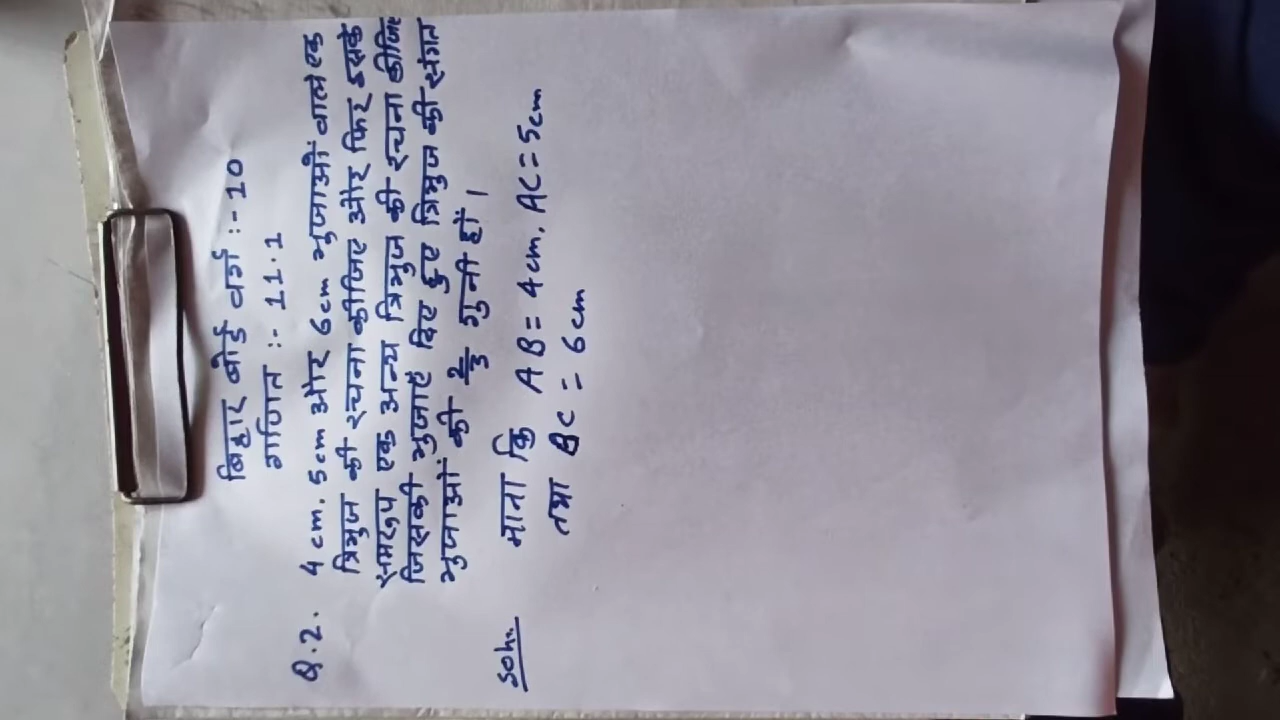 बिहार बोर्ड वर्ग :- 10
गणित :- 11.1
Q.2. 4cm, 5cm और 6cm भुजाओं वाले एक
त्रिभुज की रचना कीजिए और फिर इसके
समरूप एक अन्य त्रिभुज की रचना कीजिए
जिसकी भुजाएँ दिए हुए त्रिभुज की संगत
भुजाओं की 2/3 गुनी हों ।
Soln. माना कि AB = 4cm, AC = 5cm
तथा BC = 6cm